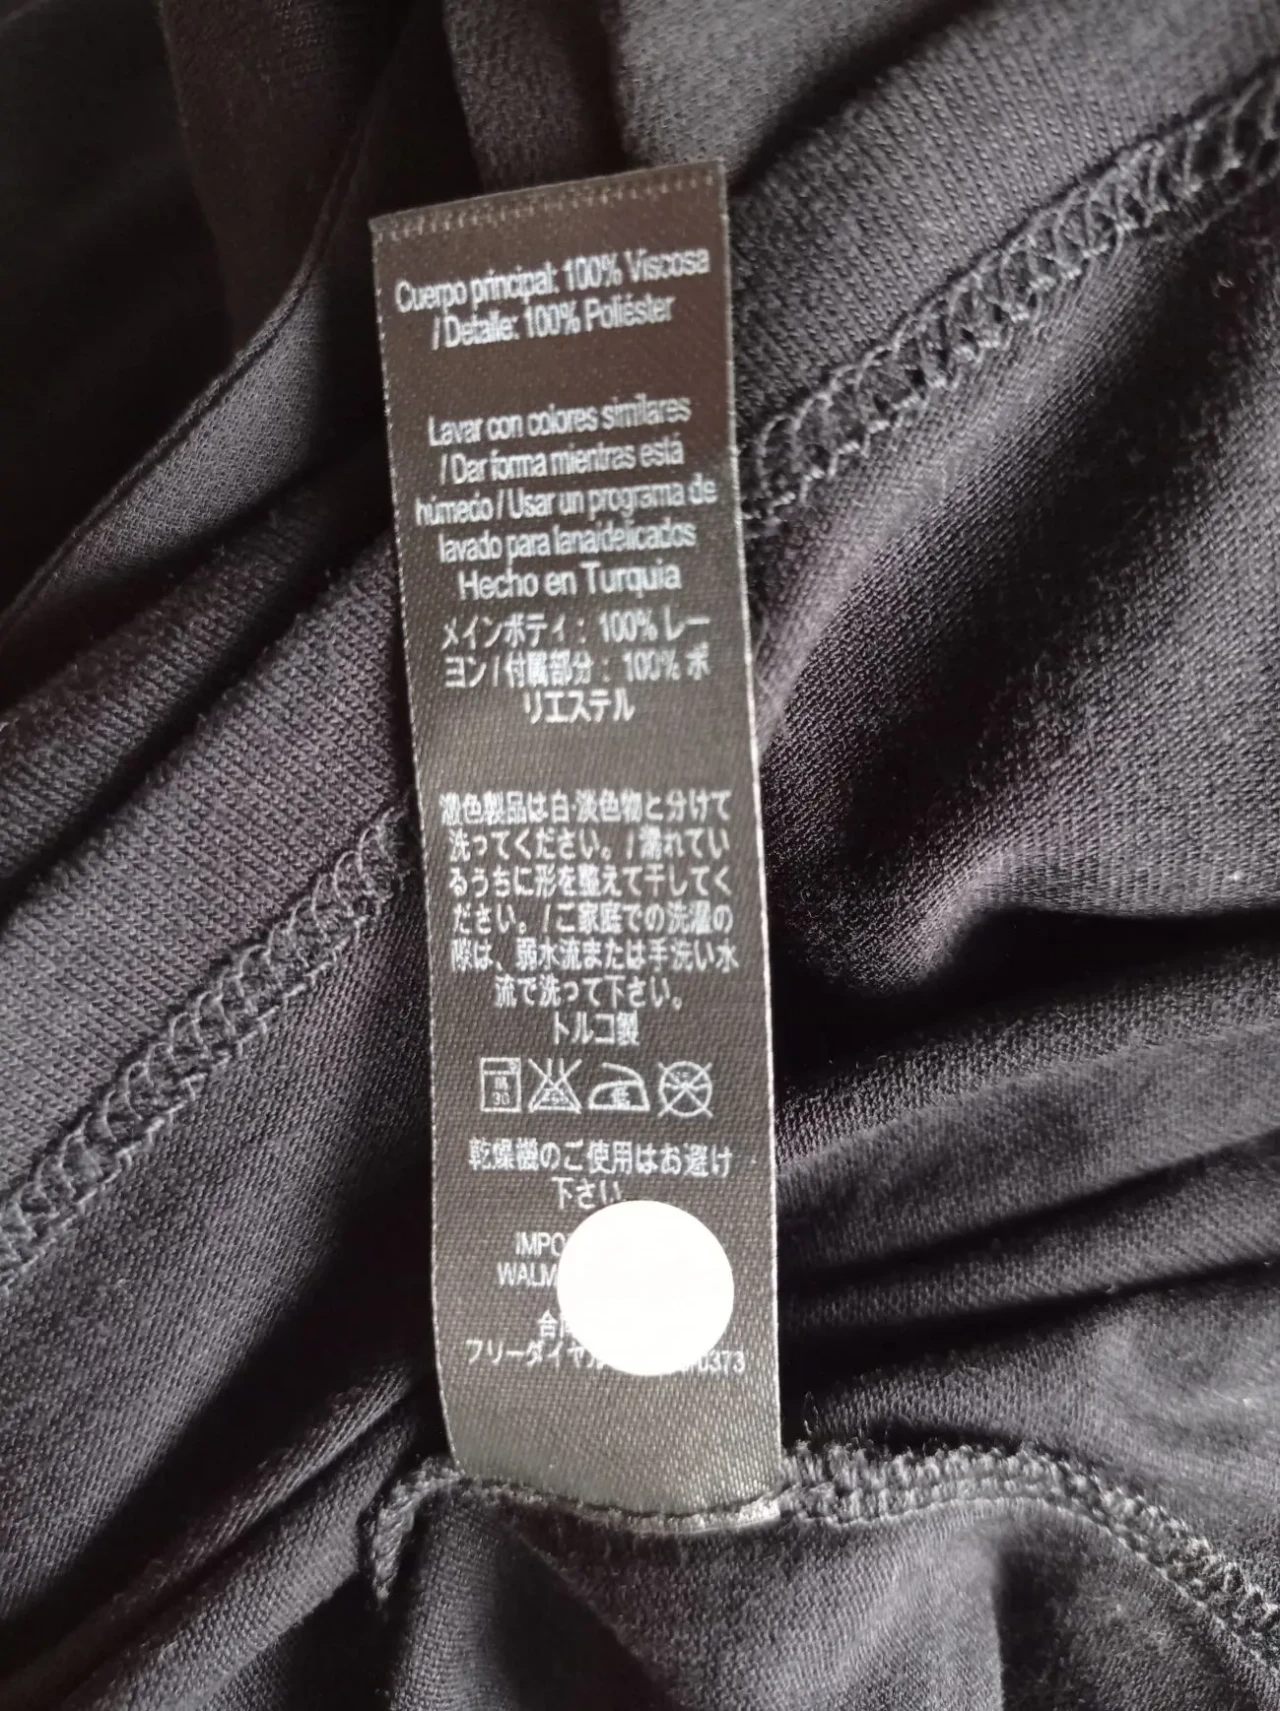 Cuerpo principal: 100% Viscosa
/ Detalle: 100% Poliéster
Lavar con colores similares
/ Dar forma mientras está
húmedo / Usar un programa de
lavado para lana/delicados
Hecho en Turquia
メインボディ : 100% レー
ヨン / 付属部分 : 100% ポ
リエステル
濃色製品は白・淡色物と分けて
洗ってください。/ 濡れてい
るうちに形を整えて干してく
ださい。/ ご家庭での洗濯の
際は、弱水流または手洗い水
流で洗って下さい。
トルコ製
30
乾燥機のご使用はお避け
下さい
フリーダイヤル 0373